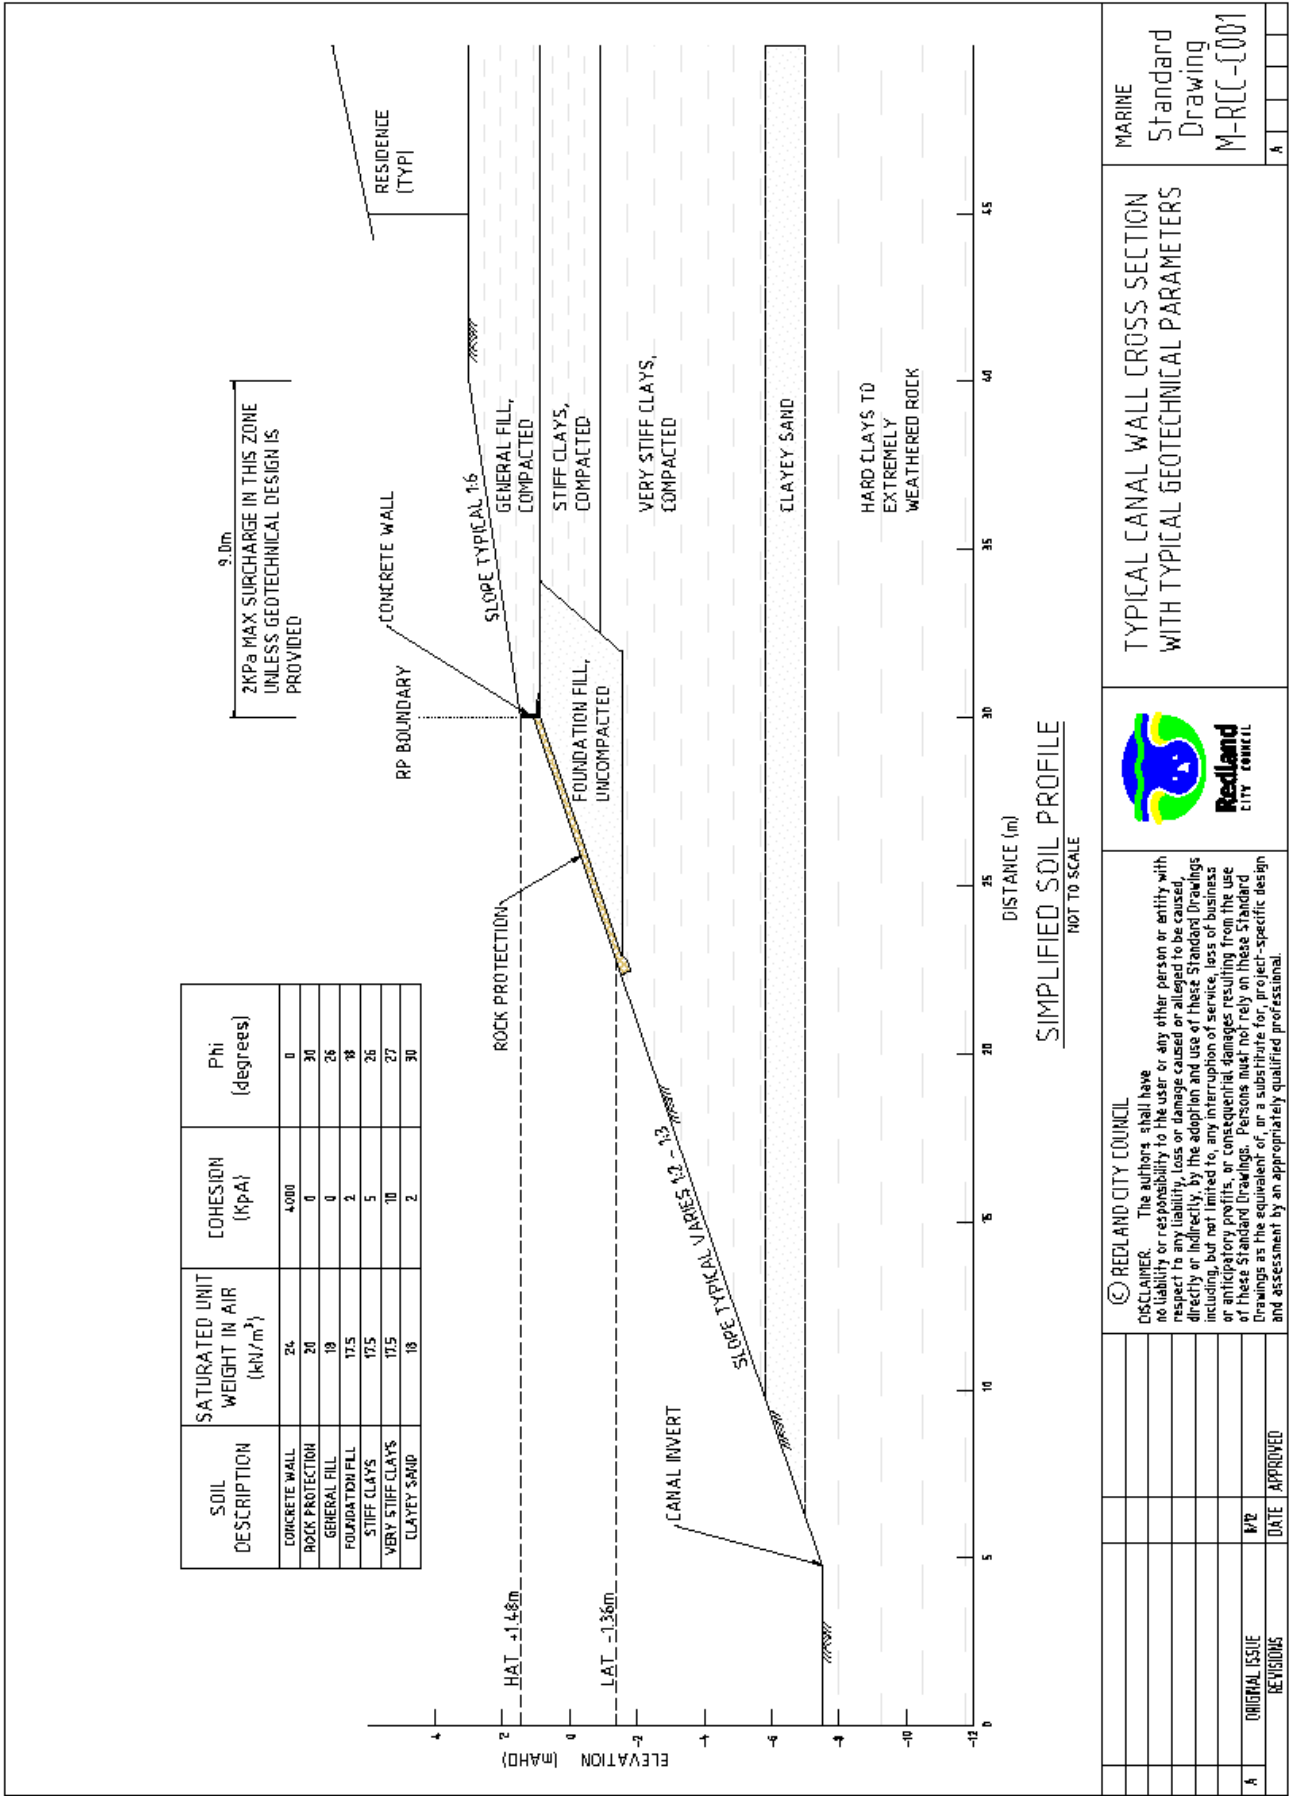 SOIL
DESCRIPTION
SATURATED UNIT
WEIGHT IN AIR
(kN/m³)
COHESION
(KpA)
Phi
(degrees)
CONCRETE WALL 24 4000 0
ROCK PROTECTION 20 0 30
GENERAL FILL 18 0 26
FOUNDATION FILL 17.5 2 18
STIFF CLAYS 17.5 5 26
VERY STIFF CLAYS 17.5 10 27
CLAYEY SAND 18 2 30
9.0m
2KPa MAX SURCHARGE IN THIS ZONE
UNLESS GEOTECHNICAL DESIGN IS
PROVIDED
RESIDENCE
(TYP)
CONCRETE WALL
RP BOUNDARY
SLOPE TYPICAL 1:6
ROCK PROTECTION
HAT +1.48m
LAT -1.36m
GENERAL FILL,
COMPACTED
STIFF CLAYS,
COMPACTED
FOUNDATION FILL,
UNCOMPACTED
VERY STIFF CLAYS,
COMPACTED
SLOPE TYPICAL VARIES 1:2 - 1:3
CANAL INVERT
CLAYEY SAND
HARD CLAYS TO
EXTREMELY
WEATHERED ROCK
ELEVATION
(mAHD)
4
2
0
-2
-4
-6
-8
-10
-12
0 5 10 15 20 25 30 35 40 45
DISTANCE (m)
SIMPLIFIED SOIL PROFILE
NOT TO SCALE
A ORIGINAL ISSUE
REVISIONS DATE APPROVED
© REDLAND CITY COUNCIL
DISCLAIMER. The authors shall have
no liability or responsibility to the user or any other person or entity with
respect to any liability, loss or damage caused or alleged to be caused,
directly or indirectly, by the adoption and use of these Standard Drawings
including, but not limited to, any interruption of service, loss of business
or anticipatory profits, or consequential damages resulting from the use
of these Standard Drawings. Persons must not rely on these Standard
Drawings as the equivalent of, or a substitute for, project-specific design
and assessment by an appropriately qualified professional.
Redland
CITY COUNCIL
TYPICAL CANAL WALL CROSS SECTION
WITH TYPICAL GEOTECHNICAL PARAMETERS
MARINE
Standard
Drawing
M-RCC-C001
A